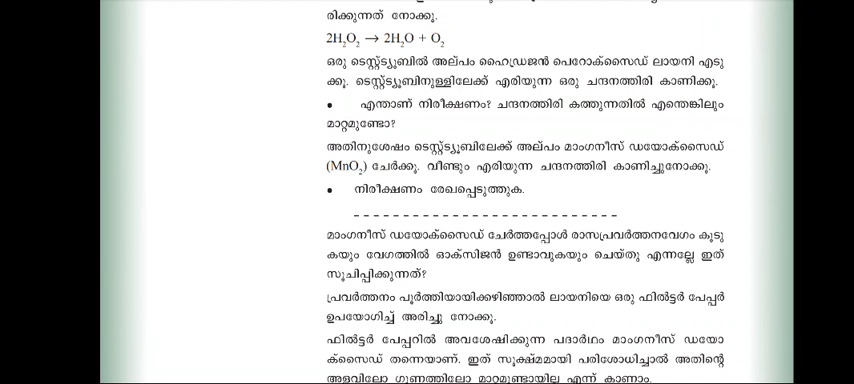 രിക്കുന്നത് നോക്കൂ.
2H₂O₂ → 2H₂O + O₂
ഒരു ടെസ്റ്റ്ട്യൂബിൽ അല്പം ഹൈഡ്രജൻ പെറോക്സൈഡ് ലായനി എടു
ക്കൂ. ടെസ്റ്റ്ട്യൂബിനുള്ളിലേക്ക് എരിയുന്ന ഒരു ചന്ദനത്തിരി കാണിക്കൂ.
• എന്താണ് നിരീക്ഷണം? ചന്ദനത്തിരി കത്തുന്നതിൽ എന്തെങ്കിലും
മാറ്റമുണ്ടോ?
അതിനുശേഷം ടെസ്റ്റ്ട്യൂബിലേക്ക് അല്പം മാംഗനീസ് ഡയോക്സൈഡ്
(MnO₂) ചേർക്കൂ. വീണ്ടും എരിയുന്ന ചന്ദനത്തിരി കാണിച്ചുനോക്കൂ.
• നിരീക്ഷണം രേഖപ്പെടുത്തുക.
മാംഗനീസ് ഡയോക്സൈഡ് ചേർത്തപ്പോൾ രാസപ്രവർത്തനവേഗം കൂടു
കയും വേഗത്തിൽ ഓക്സിജൻ ഉണ്ടാവുകയും ചെയ്തു എന്നല്ലേ ഇത്
സൂചിപ്പിക്കുന്നത്?
പ്രവർത്തനം പൂർത്തിയായിക്കഴിഞ്ഞാൽ ലായനിയെ ഒരു ഫിൽട്ടർ പേപ്പർ
ഉപയോഗിച്ച് അരിച്ചു നോക്കൂ.
ഫിൽട്ടർ പേപ്പറിൽ അവശേഷിക്കുന്ന പദാർഥം മാംഗനീസ് ഡയോ
ക്സൈഡ് തന്നെയാണ്. ഇത് സൂക്ഷ്മമായി പരിശോധിച്ചാൽ അതിന്റെ
അളവിലോ ഗുണത്തിലോ മാറ്റമുണ്ടായില്ല എന്ന് കാണാം.